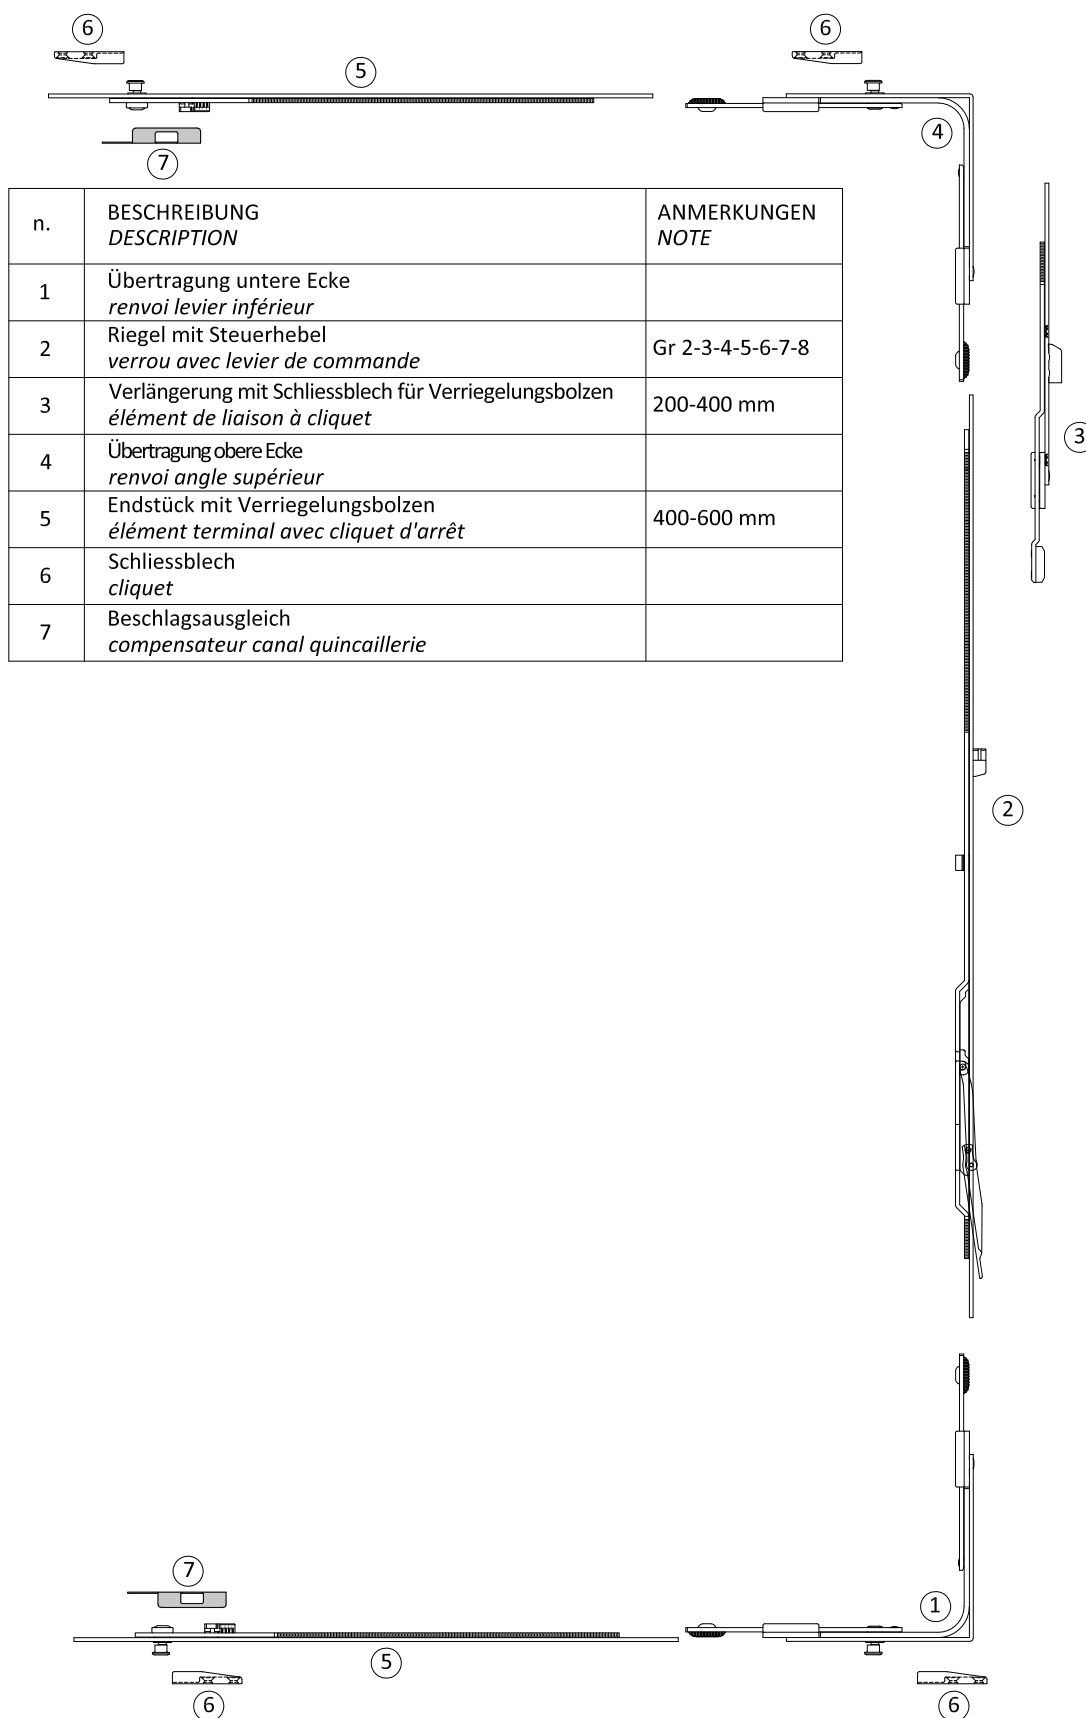 6
6
5
4
7
n.
BESCHREIBUNG
DESCRIPTION
ANMERKUNGEN
NOTE
1
Übertragung untere Ecke
renvoi levier inférieur
2
Riegel mit Steuerhebel
verrou avec levier de commande
Gr 2-3-4-5-6-7-8
3
Verlängerung mit Schliessblech für Verriegelungsbolzen
élément de liaison à cliquet
200-400 mm
4
Übertragung obere Ecke
renvoi angle supérieur
5
Endstück mit Verriegelungsbolzen
élément terminal avec cliquet d'arrêt
400-600 mm
6
Schliessblech
cliquet
7
Beschlagsausgleich
compensateur canal quincaillerie
3
2
7
1
5
6
6